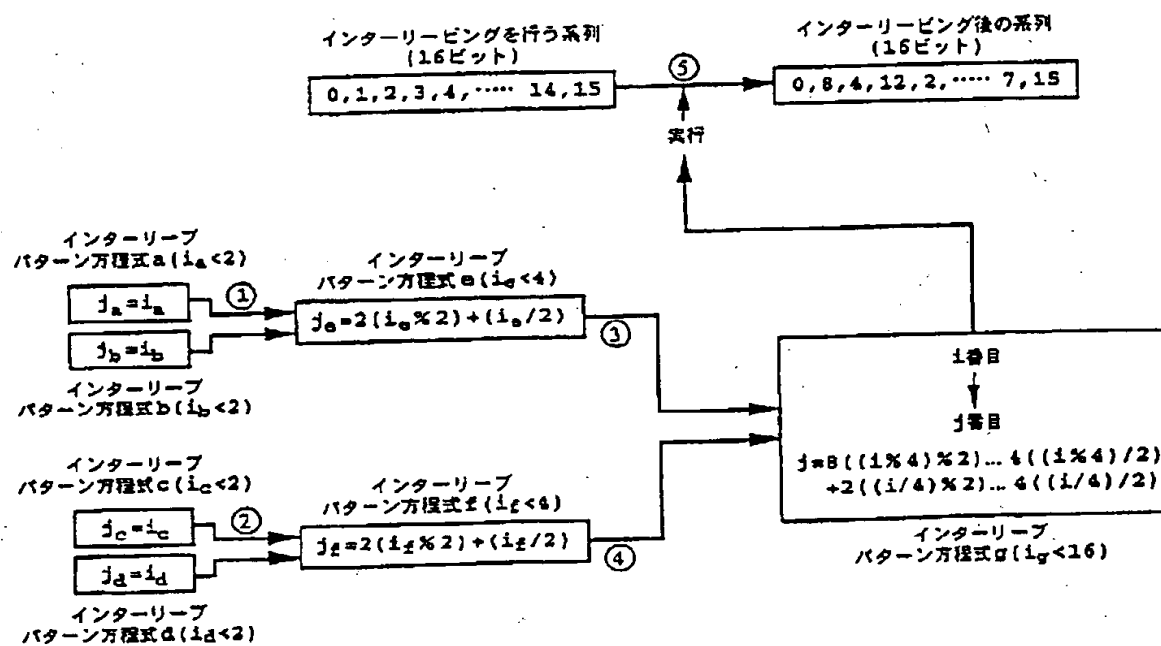 インターリービングを行う系列
(16ビット)
0,1,2,3,4,‥‥‥ 14,15
⑤
インターリービング後の系列
(16ビット)
0,8,4,12,2,‥‥‥ 7,15
実行
インターリーブ
パターン方程式a(ia<2)
ja=ia
①
jb=ib
インターリーブ
パターン方程式b(ib<2)
インターリーブ
パターン方程式e(ie<4)
je=2(ie%2)+(ie/2)
③
インターリーブ
パターン方程式c(ic<2)
jc=ic
②
jd=id
インターリーブ
パターン方程式d(id<2)
インターリーブ
パターン方程式f(if<4)
jf=2(if%2)+(if/2)
④
i番目
j番目
j=8((i%4)%2)…4((i%4)/2)
+2((i/4)%2)…4((i/4)/2)
インターリーブ
パターン方程式g(ig<16)